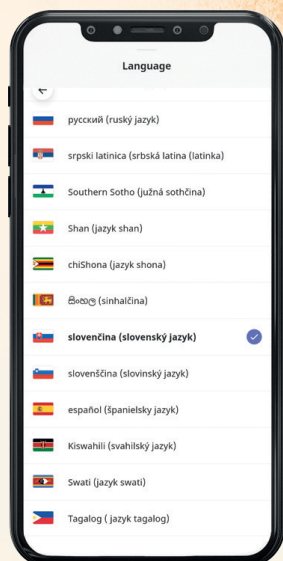 Language
русский (ruský jazyk)
srpski latinica (srbská latina (latinka)
Southern Sotho (južná sothčina)
Shan (jazyk shan)
chiShona (jazyk shona)
සිංහල (sinhalčina)
slovenčina (slovenský jazyk)
slovenščina (slovinský jazyk)
español (španielsky jazyk)
Kiswahili (svahilský jazyk)
Swati (jazyk swati)
Tagalog ( jazyk tagalog)